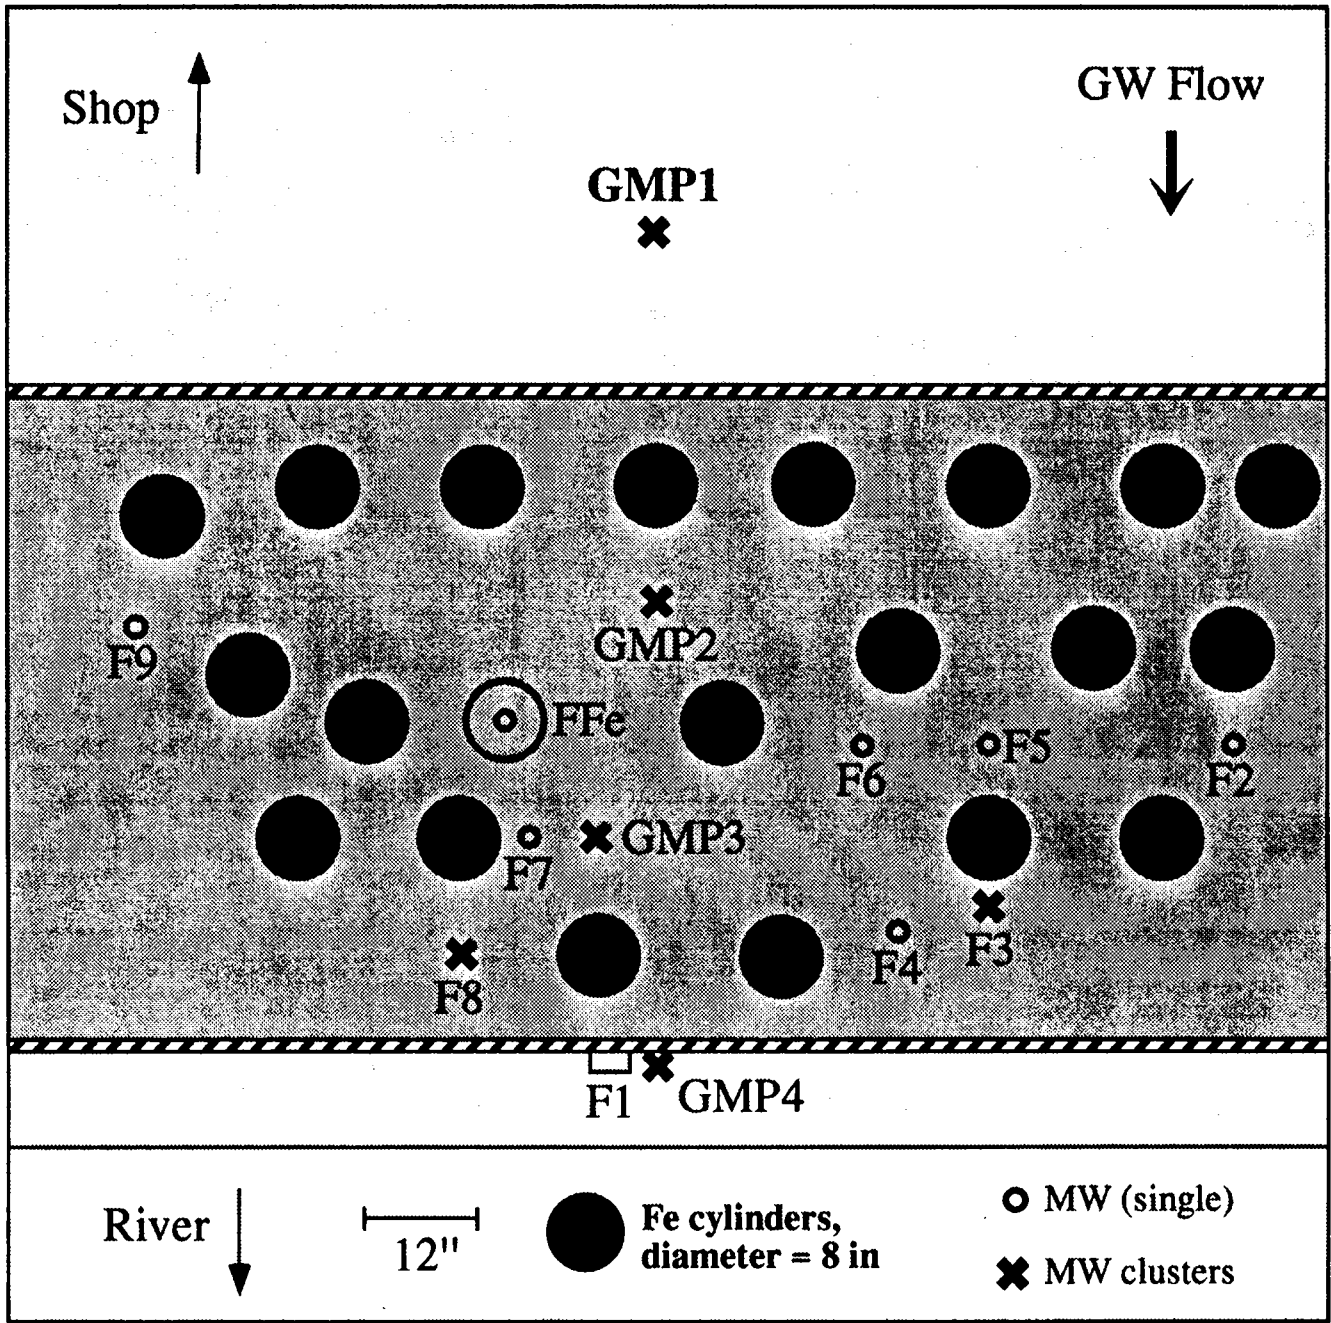 Shop
GW Flow
GMP1
GMP2
F9
FFe
F6
F5
F2
GMP3
F7
F8
F4
F3
F1
GMP4
River
12"
Fe cylinders,
diameter = 8 in
MW (single)
MW clusters